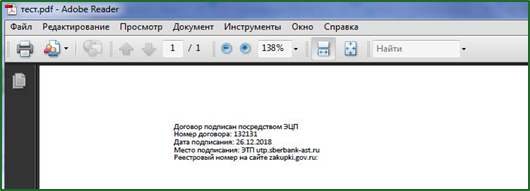 тест.pdf - Adobe Reader
Файл Редактирование Просмотр Документ Инструменты Окно Справка
1 / 1 138% Найти
Договор подписан посредством ЭЦП
Номер договора: 132131
Дата подписания: 26.12.2018
Место подписания: ЭТП utp.sberbank-ast.ru
Реестровый номер на сайте zakupki.gov.ru: